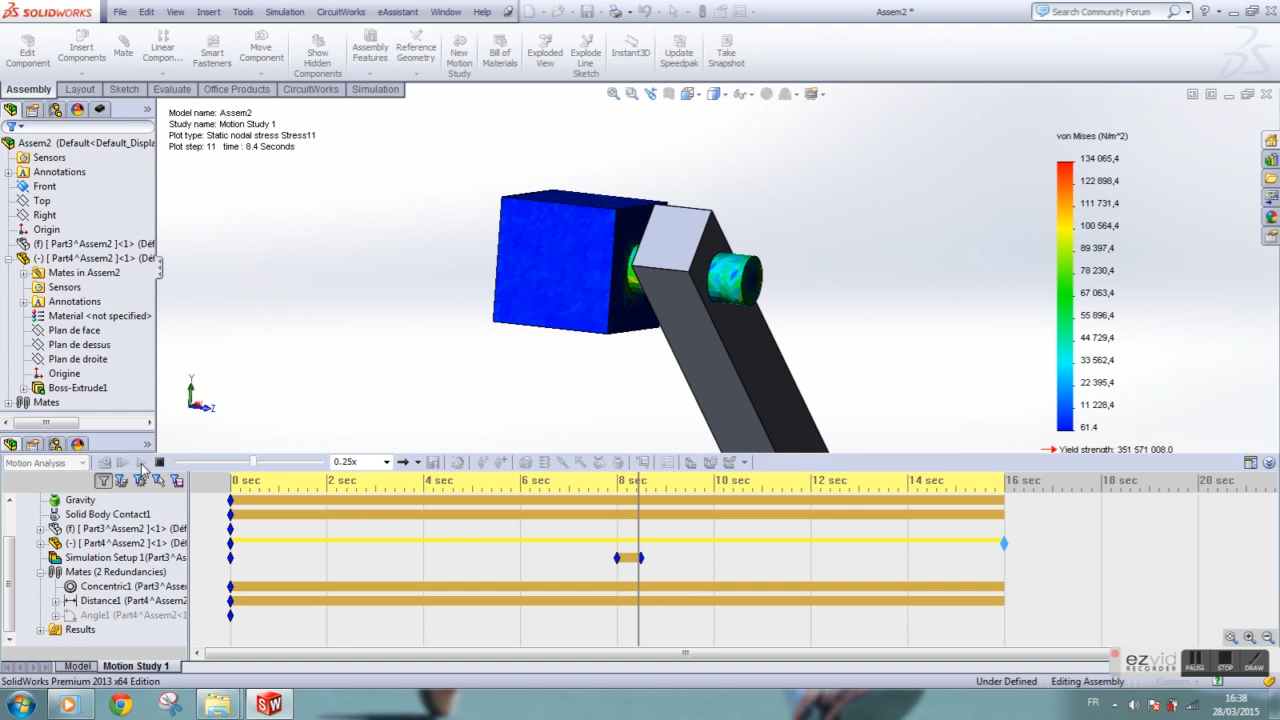 SOLIDWORKS File Edit View Insert Tools Simulation CircuitWorks eAssistant Window Help Assem2 * Search Community Forum
Edit Component
Insert Components
Mate
Linear Compon...
Smart Fasteners
Move Component
Show Hidden Components
Assembly Features
Reference Geometry
New Motion Study
Bill of Materials
Exploded View
Explode Line Sketch
Instant3D
Update Speedpak
Take Snapshot
Assembly Layout Sketch Evaluate Office Products CircuitWorks Simulation
Assem2 (Default<Default_Displa
Sensors
Annotations
Front
Top
Right
Origin
(f) [ Part3^Assem2 ]<1> (Déf
(-) [ Part4^Assem2 ]<1> (Déf
Mates in Assem2
Sensors
Annotations
Material <not specified>
Plan de face
Plan de dessus
Plan de droite
Origine
Boss-Extrude1
Mates
Model name: Assem2
Study name: Motion Study 1
Plot type: Static nodal stress Stress11
Plot step: 11 time : 8.4 Seconds
von Mises (N/m^2)
134 065,4
122 898,4
111 731,4
100 564,4
89 397,4
78 230,4
67 063,4
55 896,4
44 729,4
33 562,4
22 395,4
11 228,4
61.4
Yield strength: 351 571 008.0
Y
Z
Motion Analysis 0.25x
0 sec 2 sec 4 sec 6 sec 8 sec 10 sec 12 sec 14 sec 16 sec 18 sec 20 sec
Gravity
Solid Body Contact1
(f) [ Part3^Assem2 ]<1> (Déf
(-) [ Part4^Assem2 ]<1> (Déf
Simulation Setup 1(Part3^As
Mates (2 Redundancies)
Concentric1 (Part3^Asser
Distance1 (Part4^Assem2
Angle1 (Part4^Assem2<1
Results
Model Motion Study 1
ezvid RECORDER PAUSE STOP DRAW
SolidWorks Premium 2013 x64 Edition Under Defined Editing Assembly Custom
FR 16:38
28/03/2015